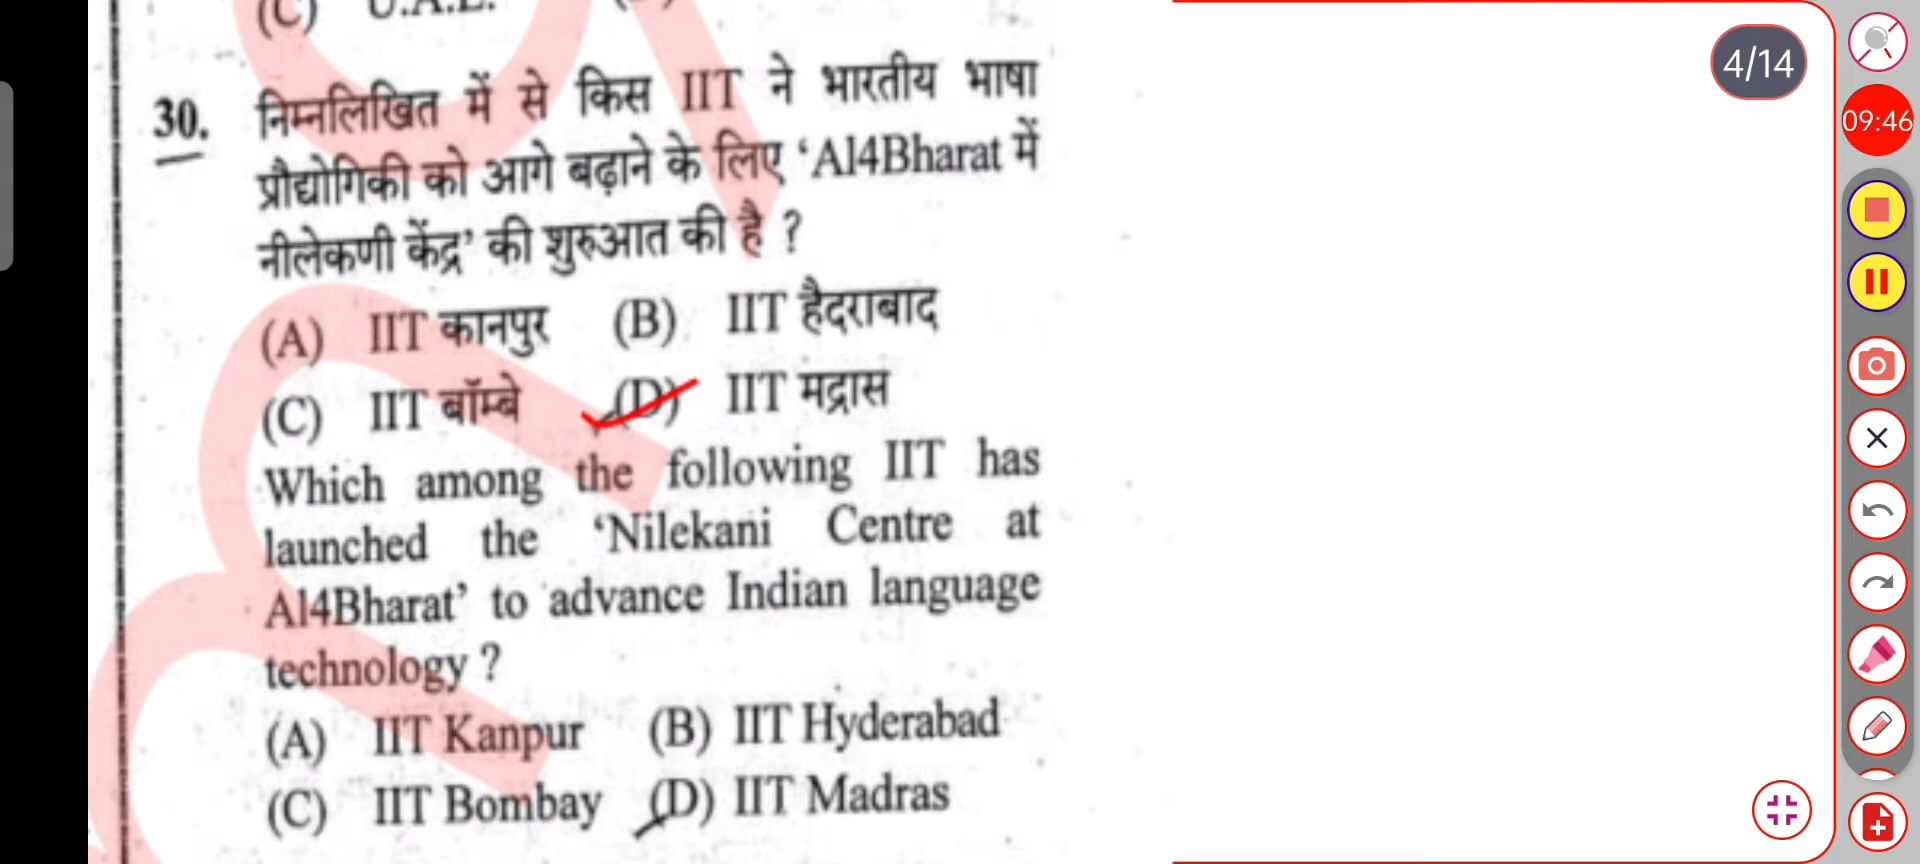 (C) U.A.E.
4/14
09:46
30. निम्नलिखित में से किस IIT ने भारतीय भाषा
प्रौद्योगिकी को आगे बढ़ाने के लिए ‘Al4Bharat में
नीलेकणी केंद्र’ की शुरुआत की है ?
(A) IIT कानपुर (B) IIT हैदराबाद
(C) IIT बॉम्बे (D) IIT मद्रास
Which among the following IIT has
launched the ‘Nilekani Centre at
Al4Bharat’ to advance Indian language
technology ?
(A) IIT Kanpur (B) IIT Hyderabad
(C) IIT Bombay (D) IIT Madras